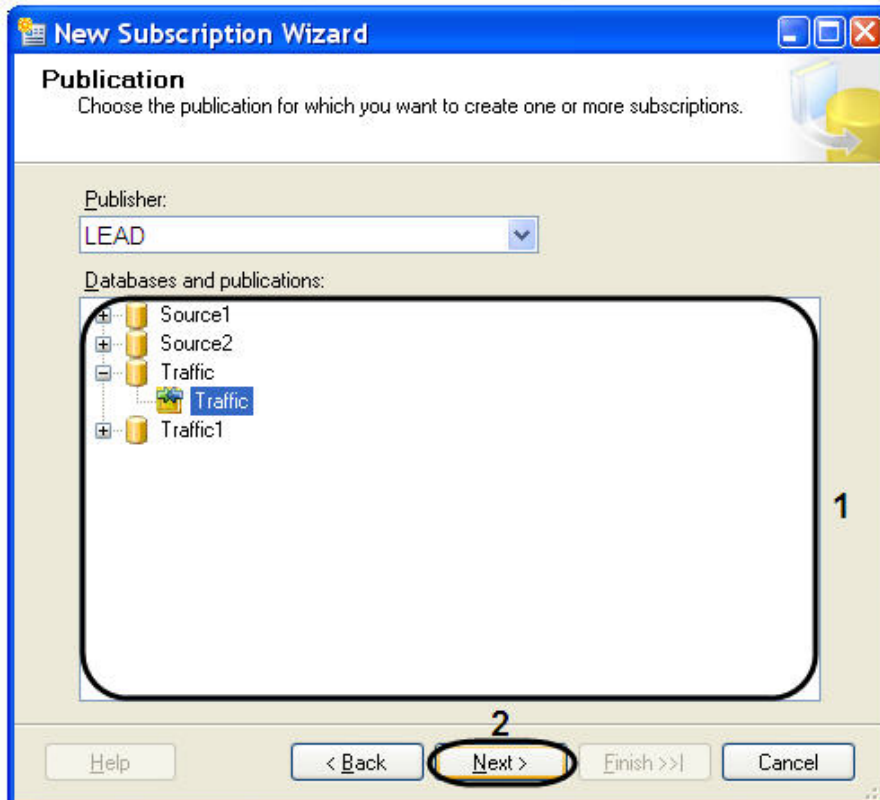 New Subscription Wizard
Publication
Choose the publication for which you want to create one or more subscriptions.
Publisher:
LEAD
Databases and publications:
Source1
Source2
Traffic
Traffic
Traffic1
1
2
Help
< Back
Next >
Finish >>|
Cancel